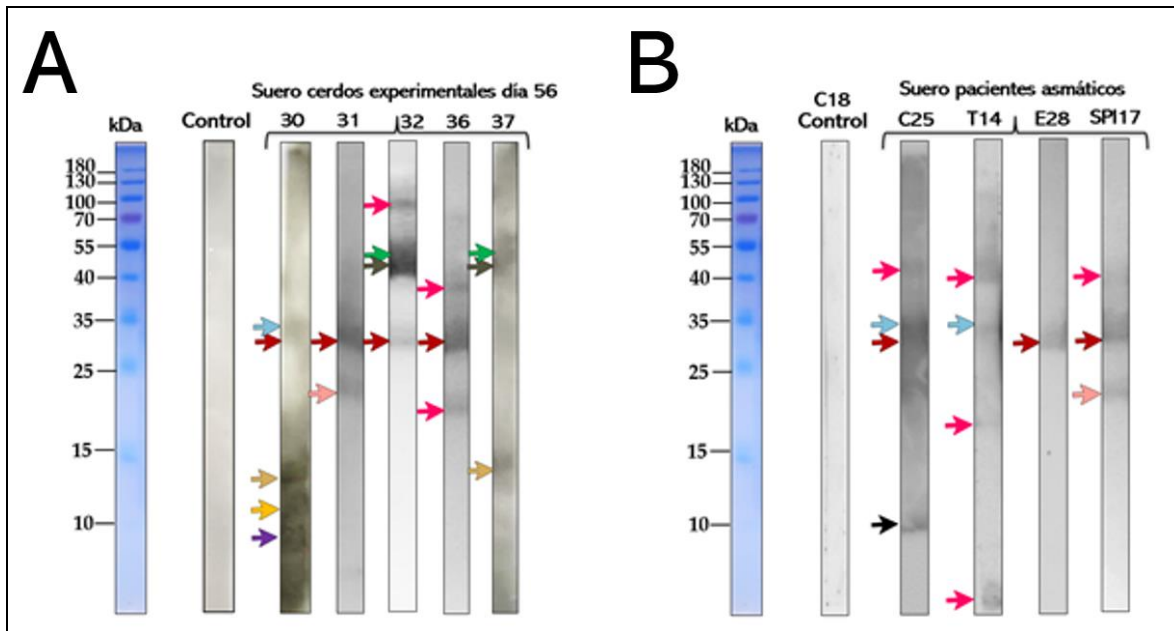 A
Suero cerdos experimentales día 56
kDa
Control
30 31 32 36 37
180
130
100
70
55
40
35
25
15
10
B
Suero pacientes asmáticos
kDa
C18
Control
C25 T14 E28 SPI17
180
130
100
70
55
40
35
25
15
10